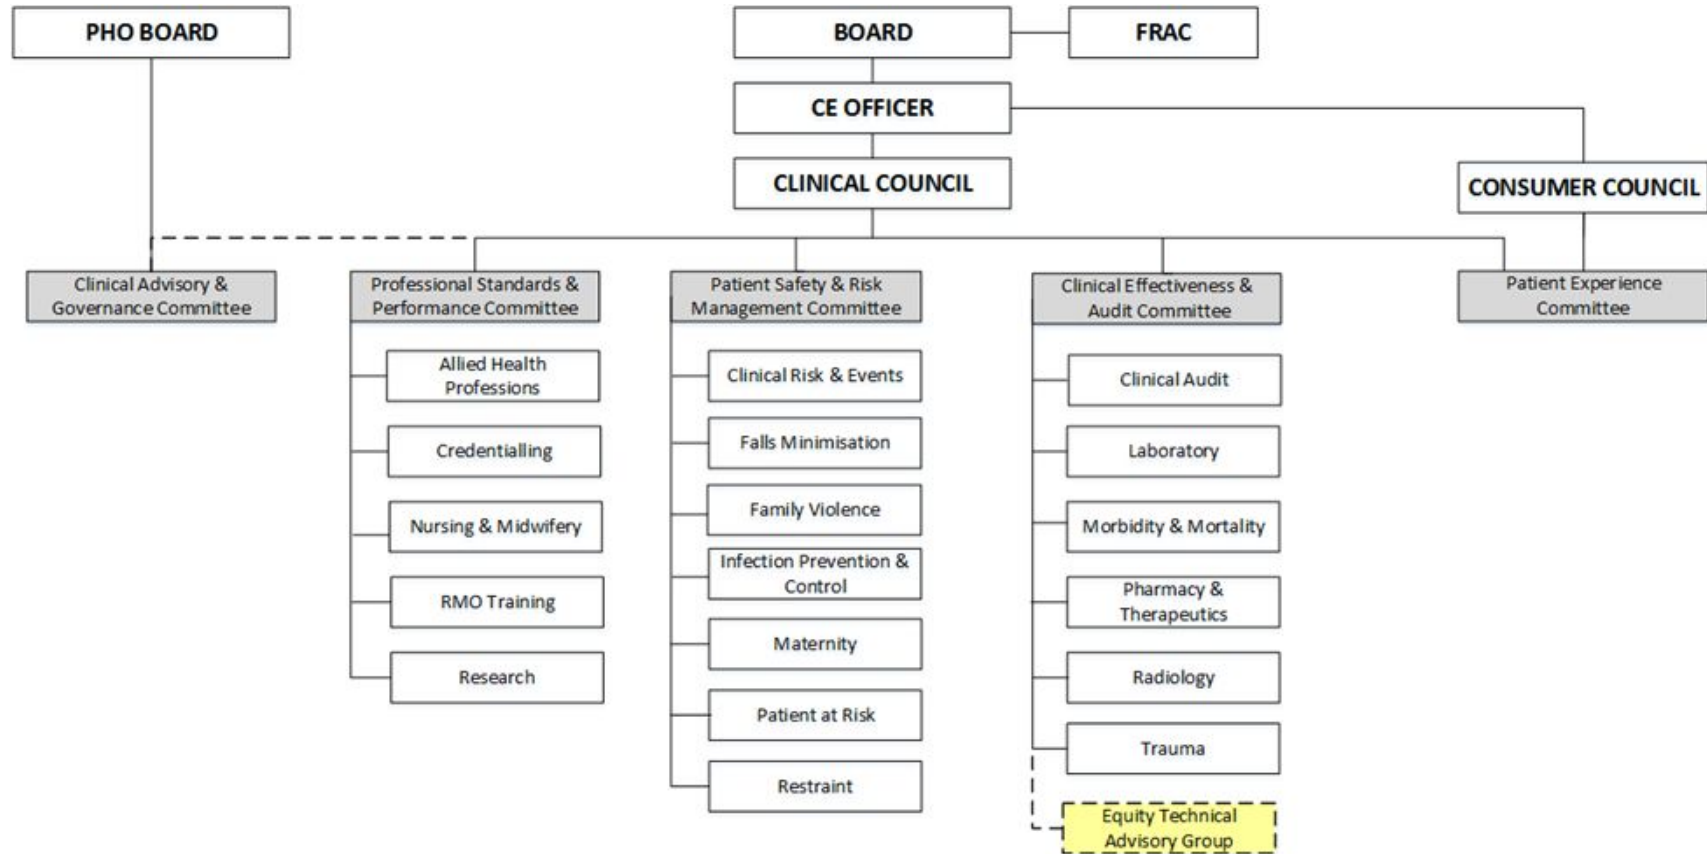 PHO BOARD
BOARD
FRAC
CE OFFICER
CLINICAL COUNCIL
CONSUMER COUNCIL
Clinical Advisory &
Governance Committee
Professional Standards &
Performance Committee
Allied Health
Professions
Credentialling
Nursing & Midwifery
RMO Training
Research
Patient Safety & Risk
Management Committee
Clinical Risk & Events
Falls Minimisation
Family Violence
Infection Prevention &
Control
Maternity
Patient at Risk
Restraint
Clinical Effectiveness &
Audit Committee
Clinical Audit
Laboratory
Morbidity & Mortality
Pharmacy &
Therapeutics
Radiology
Trauma
Equity Technical
Advisory Group
Patient Experience
Committee